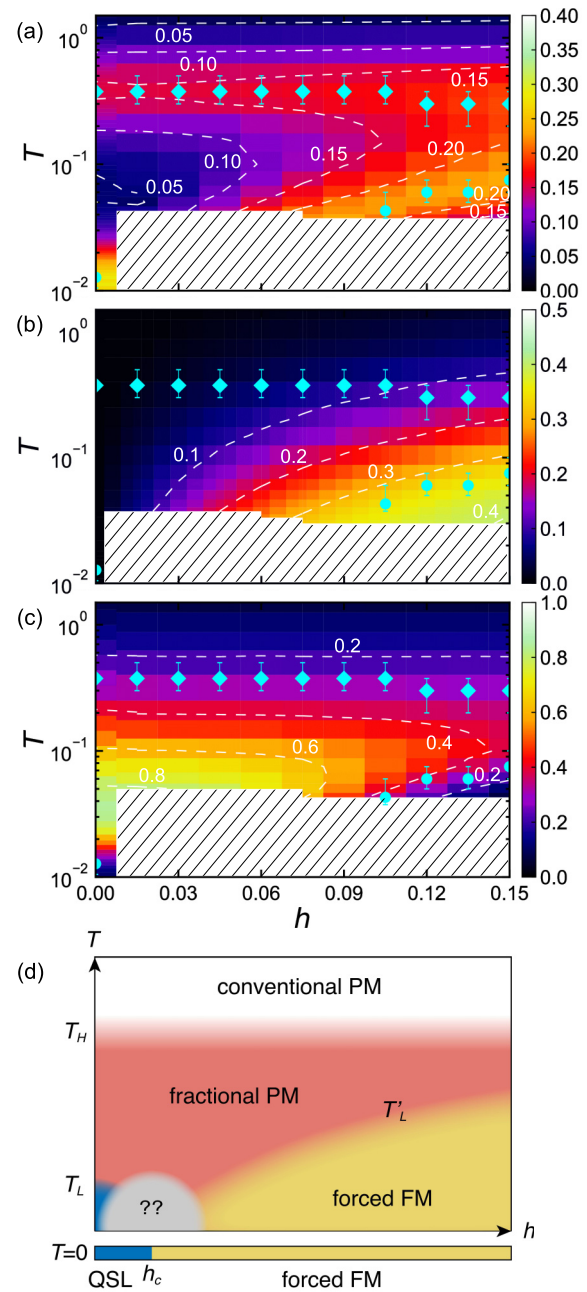 (a)
T
10⁰
10⁻¹
10⁻²
0.05
0.10
0.15
0.10
0.15
0.20
0.05
0.20
0.15
0.40
0.35
0.30
0.25
0.20
0.15
0.10
0.05
0.00
(b)
T
10⁰
10⁻¹
10⁻²
0.1
0.2
0.3
0.4
0.5
0.4
0.3
0.2
0.1
0.0
(c)
T
10⁰
10⁻¹
10⁻²
0.2
0.4
0.6
0.2
0.8
1.0
0.8
0.6
0.4
0.2
0.0
0.00 0.03 0.06 0.09 0.12 0.15
h
(d)
T
conventional PM
T_H
fractional PM
T'_L
T_L
forced FM
??
h
T=0
QSL h_c forced FM